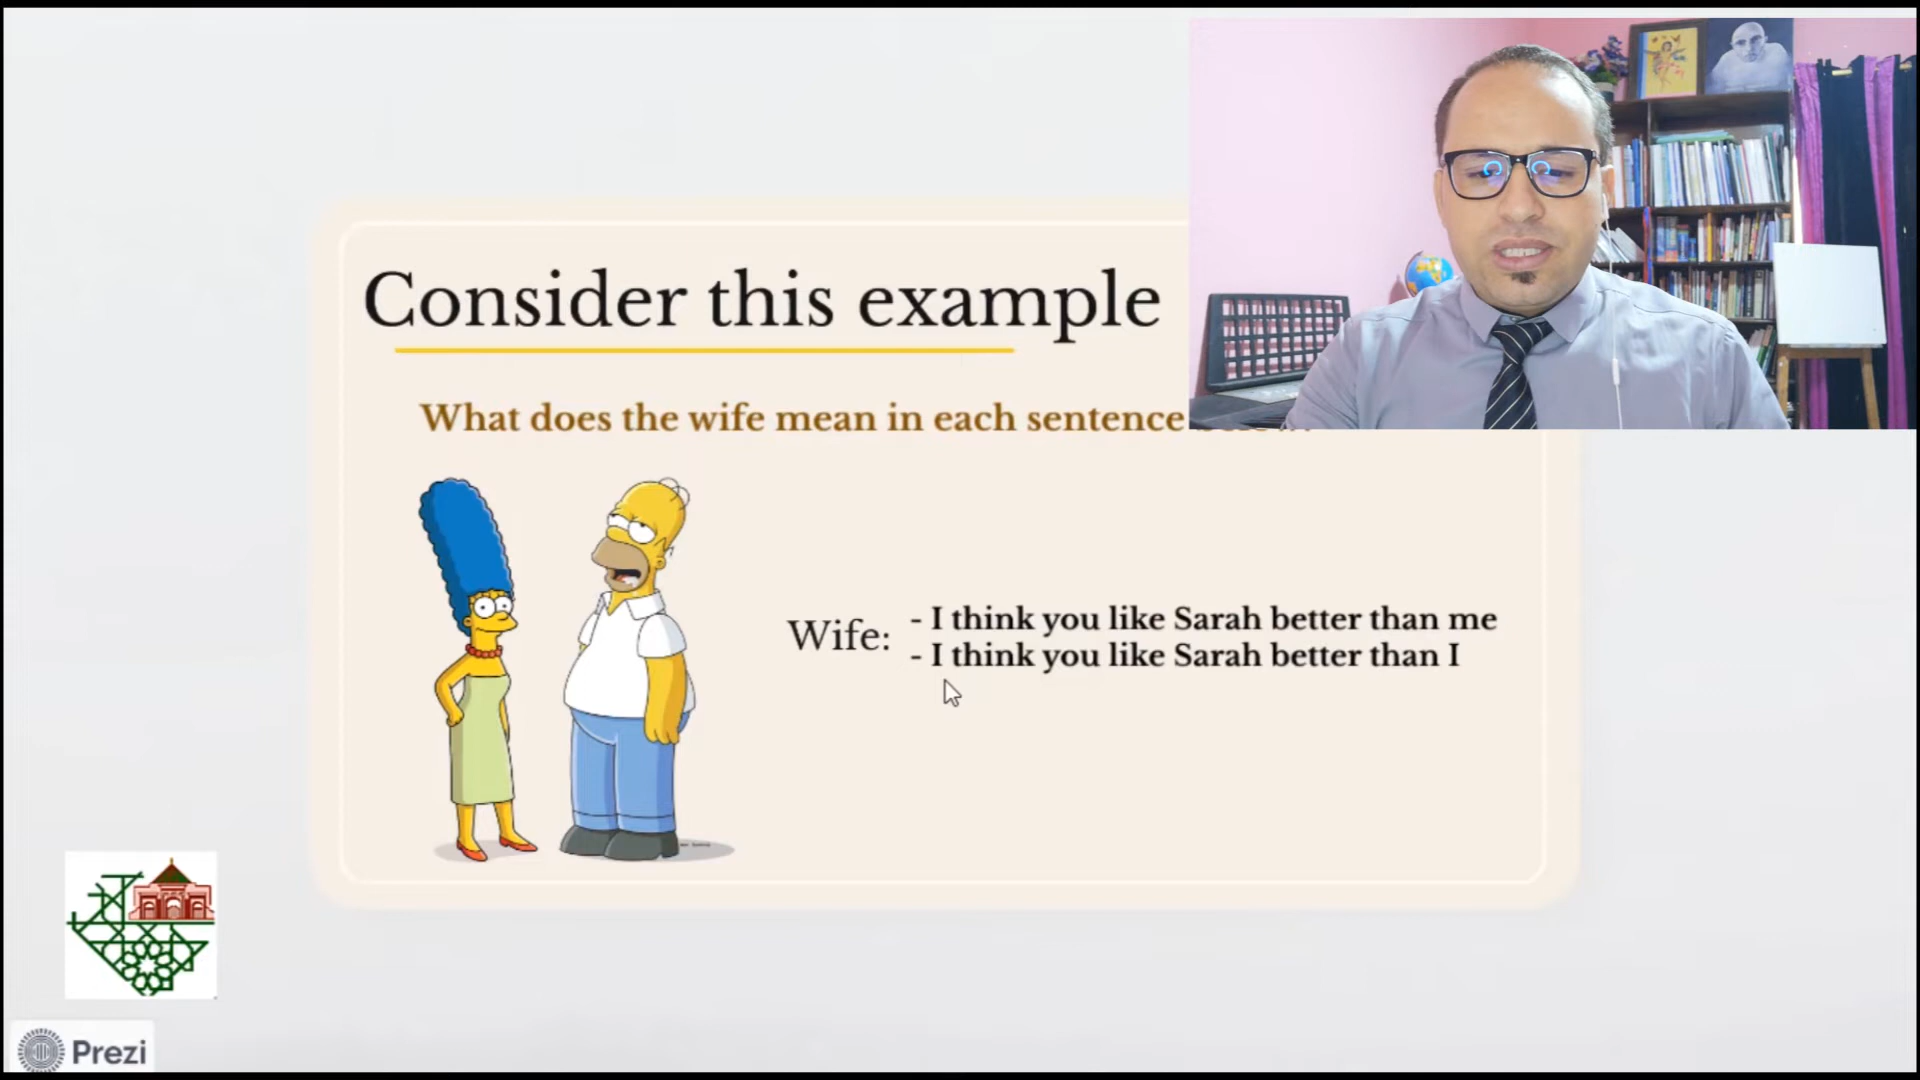 Consider this example
What does the wife mean in each sentence
Wife:
- I think you like Sarah better than me
- I think you like Sarah better than I
Prezi